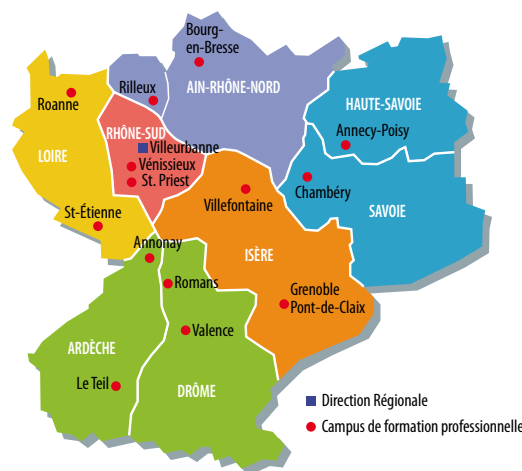 Bourg-
en-
Bresse
Rilleux
AIN-RHÔNE-NORD
Roanne
HAUTE-SAVOIE
RHÔNE-SUD
Annecy-Poisy
Villeurbanne
LOIRE
Vénissieux
St. Priest
Chambéry
Villefontaine
SAVOIE
St-Étienne
Annonay
ISÈRE
Romans
Grenoble
Pont-de-Claix
Valence
ARDÈCHE
Le Teil
DRÔME
Direction Régionale
Campus de formation professionnelle